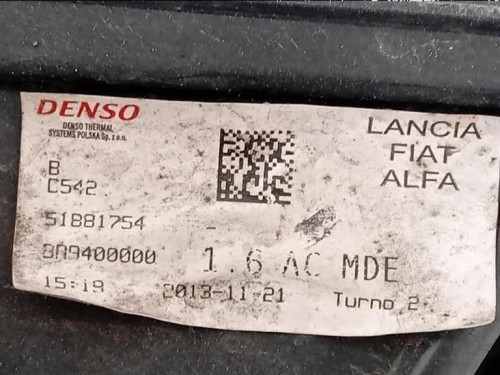 DENSO
DENSO THERMAL
SYSTEMS POLSKA Sp. z o.o.
LANCIA
FIAT
ALFA
B
C542
51881754 -
8A9400000
1.6 AC MDE
15:19 2013-11-21 Turno 2